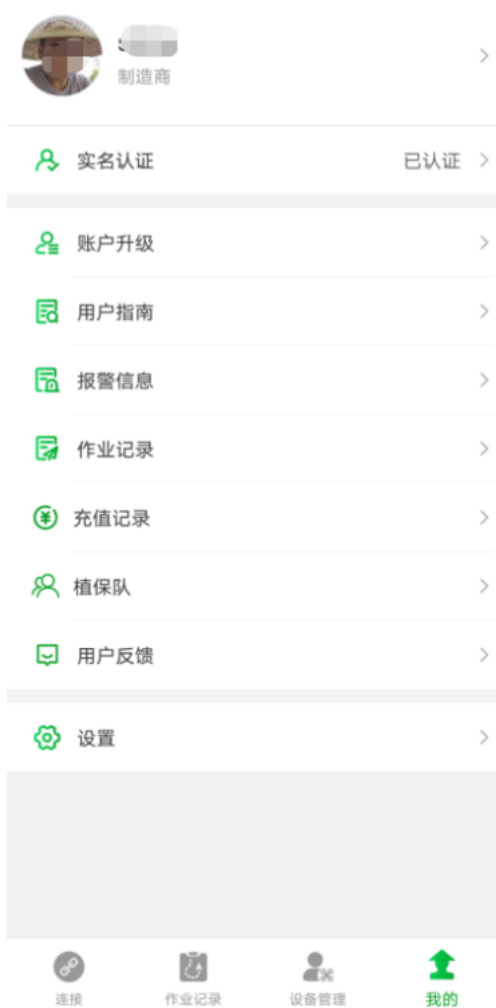 制造商
实名认证 已认证
账户升级
用户指南
报警信息
作业记录
充值记录
植保队
用户反馈
设置
连接 作业记录 设备管理 我的